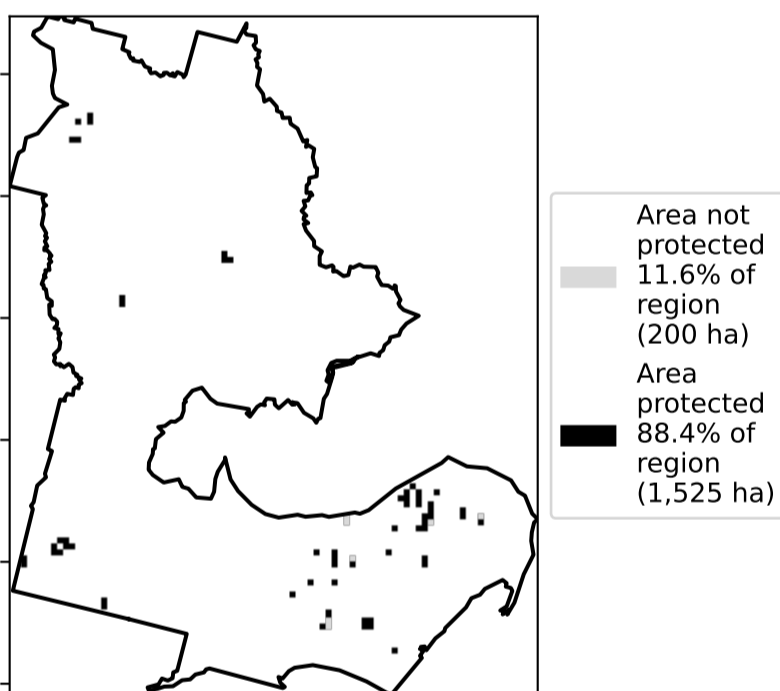 Area not
protected
11.6% of
region
(200 ha)
Area
protected
88.4% of
region
(1,525 ha)